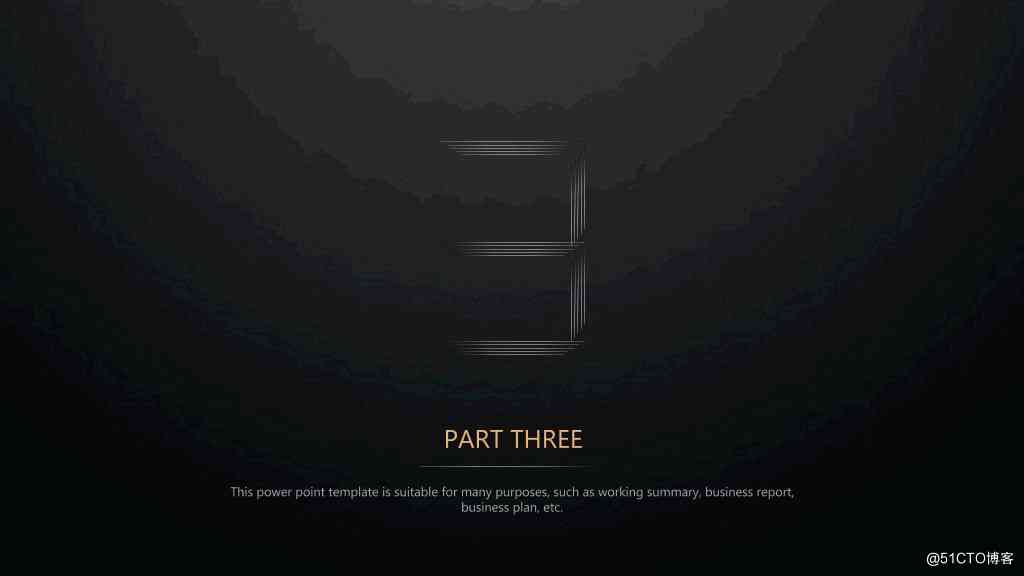 3
PART THREE
This power point template is suitable for many purposes, such as working summary, business report,
business plan, etc.
@51CTO博客